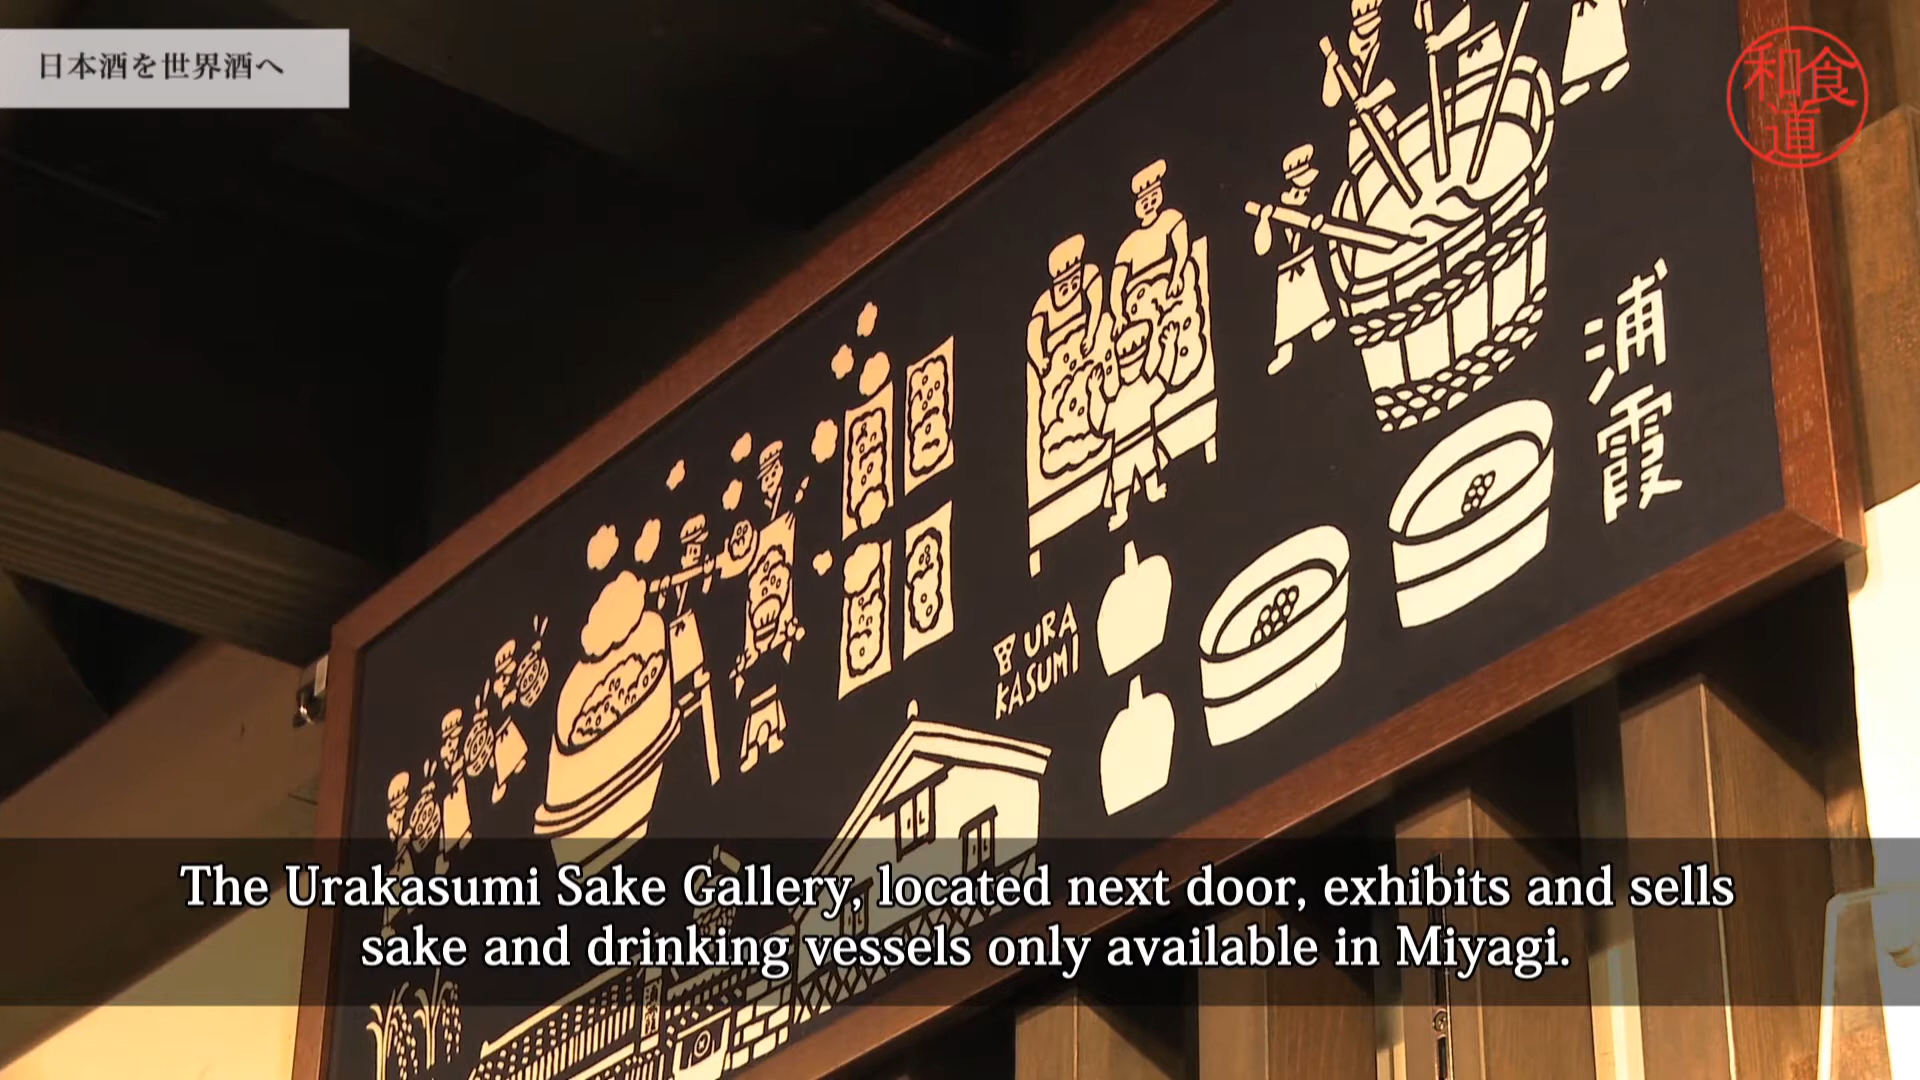 日本酒を世界酒へ
和食道
浦霞
URA
KASUMI
The Urakasumi Sake Gallery, located next door, exhibits and sells
sake and drinking vessels only available in Miyagi.